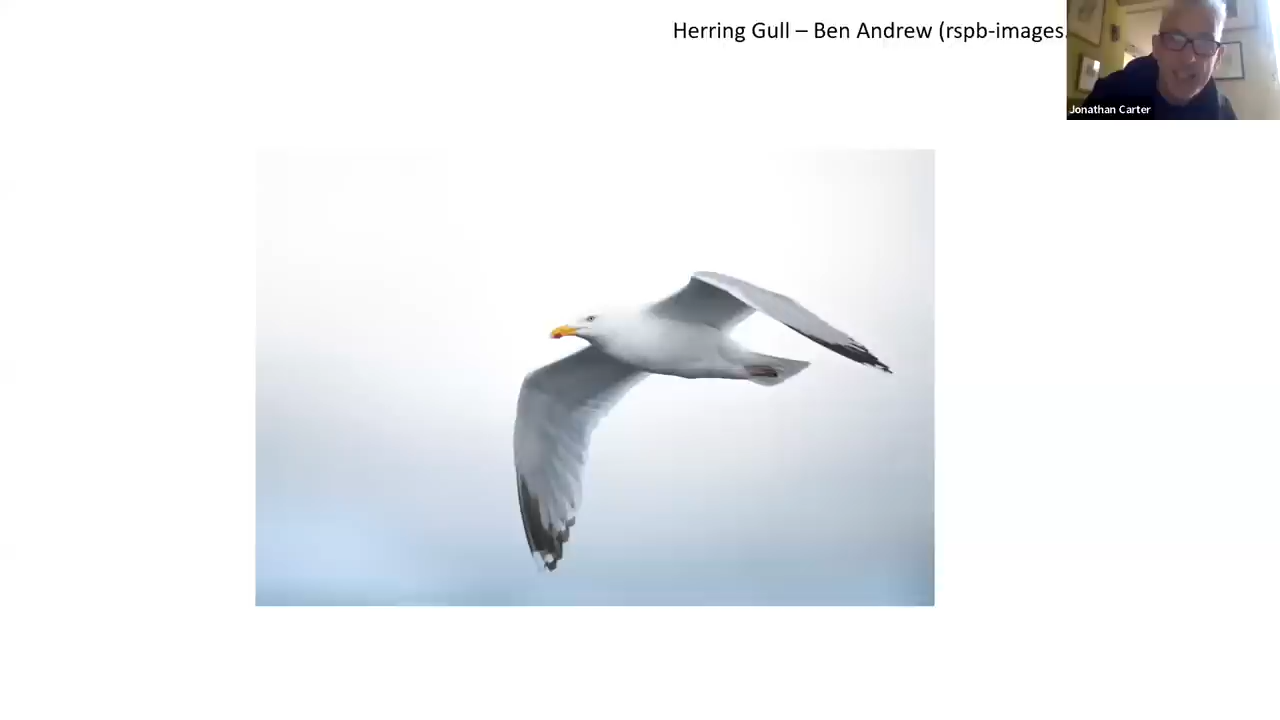 Herring Gull – Ben Andrew (rspb-images.
Jonathan Carter